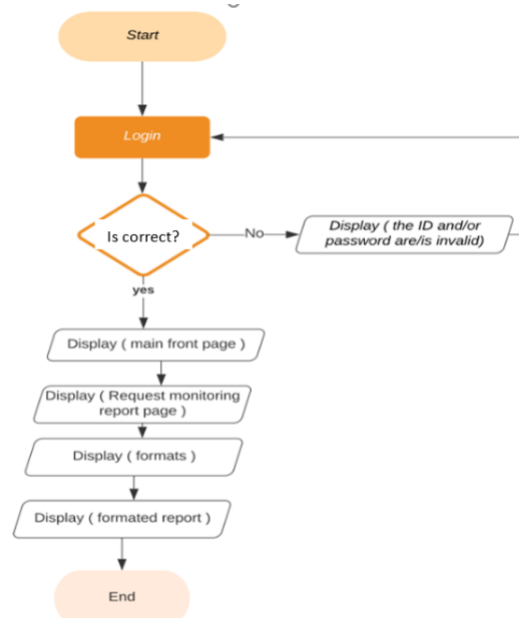 Start
Login
Is correct?
No
Display ( the ID and/or
password are/is invalid)
yes
Display ( main front page )
Display ( Request monitoring
report page )
Display ( formats )
Display ( formated report )
End